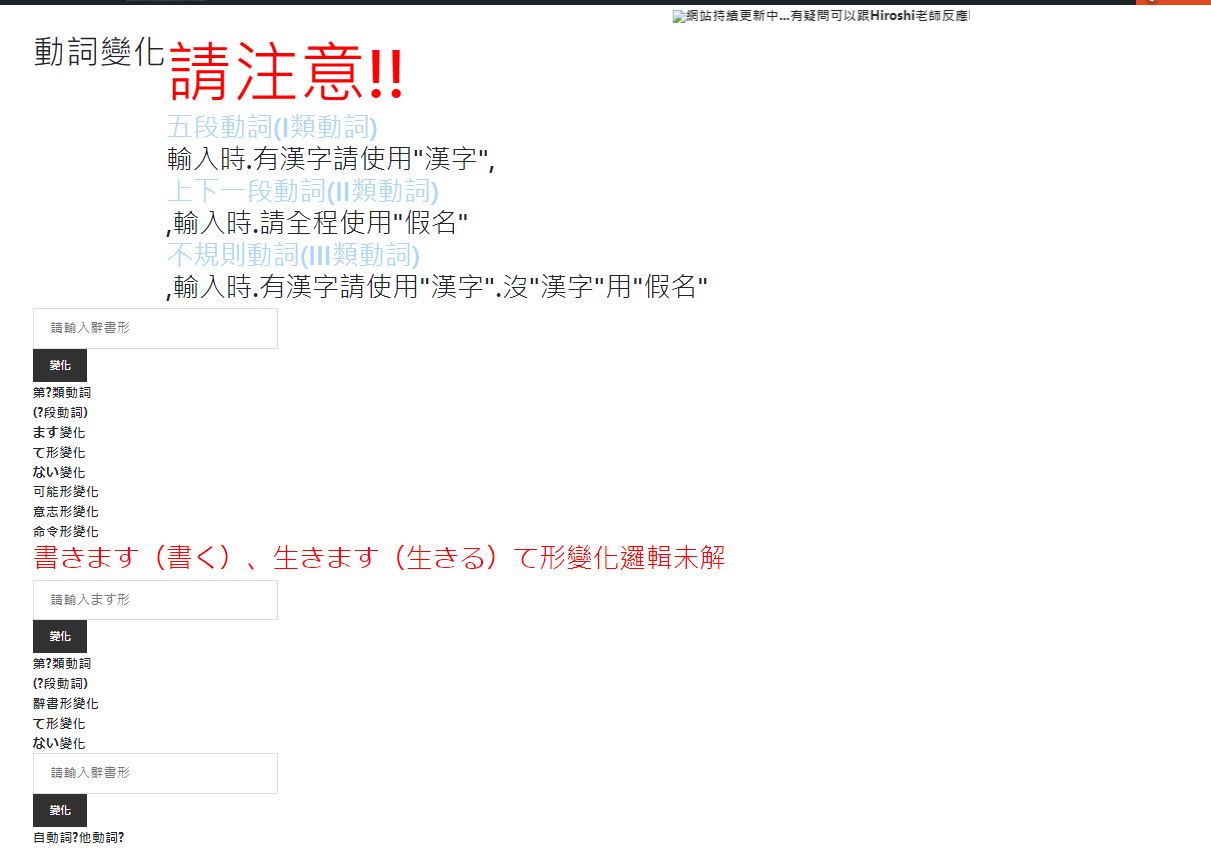 網站持續更新中...有疑問可以跟Hiroshi老師反應
動詞變化
請注意!!
五段動詞(I類動詞)
輸入時.有漢字請使用"漢字",
上下一段動詞(II類動詞)
,輸入時.請全程使用"假名"
不規則動詞(III類動詞)
,輸入時.有漢字請使用"漢字".沒"漢字"用"假名"
請輸入辭書形
變化
第?類動詞
(?段動詞)
ます變化
て形變化
ない變化
可能形變化
意志形變化
命令形變化
書きます（書く）、生きます（生きる）て形變化邏輯未解
請輸入ます形
變化
第?類動詞
(?段動詞)
辭書形變化
て形變化
ない變化
請輸入辭書形
變化
自動詞?他動詞?